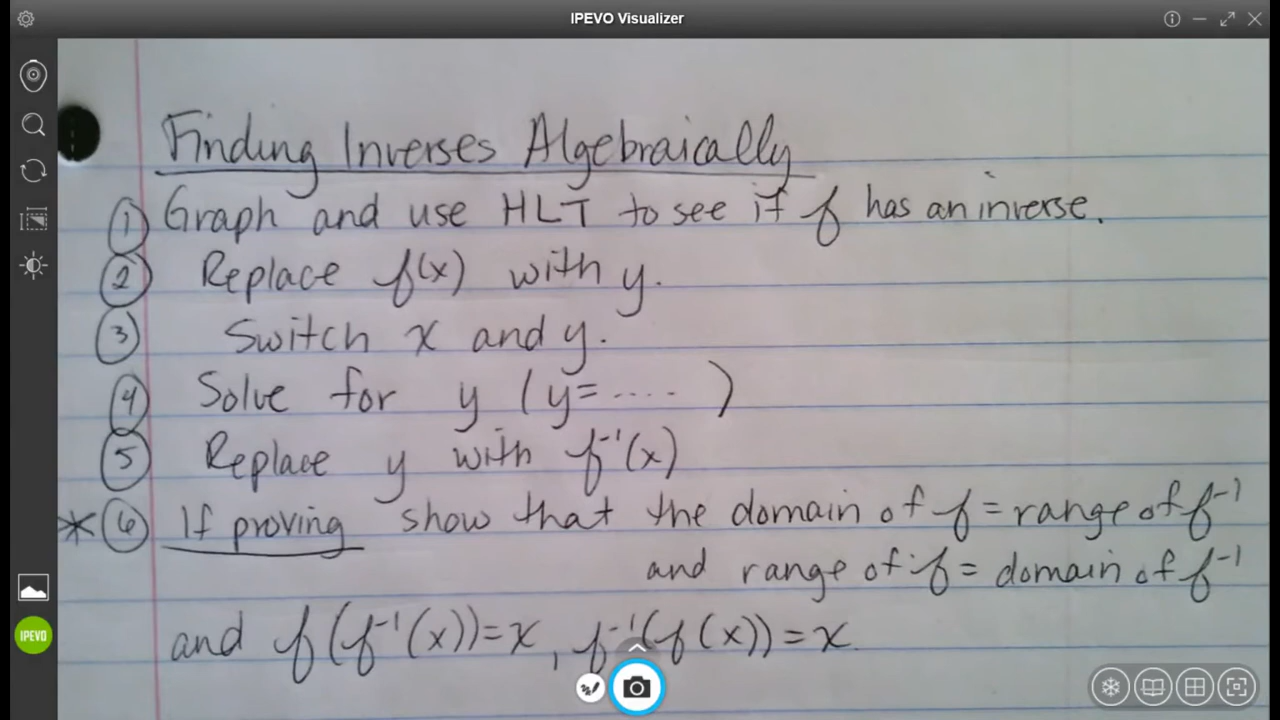 IPEVO Visualizer
Finding Inverses Algebraically
1 Graph and use HLT to see if f has an inverse.
2 Replace f(x) with y.
3 Switch x and y.
4 Solve for y (y=.....)
5 Replace y with f⁻¹(x)
* 6 If proving show that the domain of f = range of f⁻¹
and range of f = domain of f⁻¹
and f(f⁻¹(x))=x, f⁻¹(f(x))=x.
IPEVO